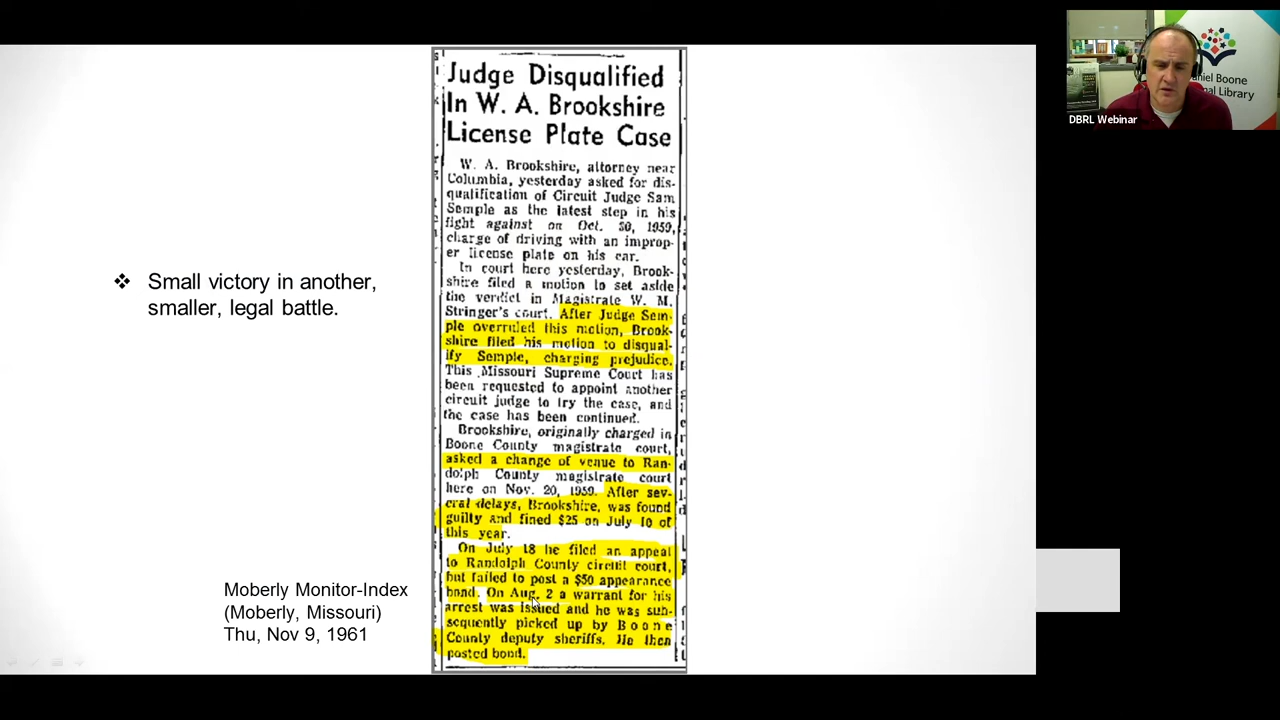 Judge Disqualified
In W. A. Brookshire
License Plate Case
W. A. Brookshire, attorney near
Columbia, yesterday asked for dis-
qualification of Circuit Judge Sam
Semple as the latest step in his
fight against on Oct. 30, 1959,
charge of driving with an improp-
er license plate on his car.
In court here yesterday, Brook-
shire filed a motion to set aside
the verdict in Magistrate W. M.
Stringer's court. After Judge Sem-
ple overruled this motion, Brook-
shire filed his motion to disqual-
ify Semple, charging prejudice.
This Missouri Supreme Court has
been requested to appoint another
circuit judge to try the case, and
the case has been continued.
Brookshire, originally charged in
Boone County magistrate court,
asked a change of venue to Ran-
dolph County magistrate court
here on Nov. 20, 1959. After sev-
eral delays, Brookshire, was found
guilty and fined $25 on July 10 of
this year.
On July 18 he filed an appeal
to Randolph County circuit court,
but failed to post a $50 appearance
bond. On Aug. 2 a warrant for his
arrest was issued and he was sub-
sequently picked up by Boone
County deputy sheriffs. He then
posted bond.
❖ Small victory in another,
smaller, legal battle.
Moberly Monitor-Index
(Moberly, Missouri)
Thu, Nov 9, 1961
niel Boone
nal Library
DBRL Webinar